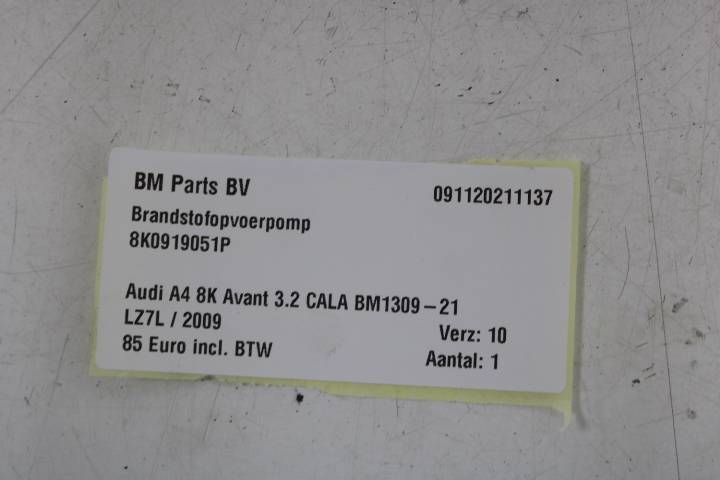 BM Parts BV 091120211137
Brandstofopvoerpomp
8K0919051P
Audi A4 8K Avant 3.2 CALA BM1309-21
LZ7L / 2009 Verz: 10
85 Euro incl. BTW Aantal: 1